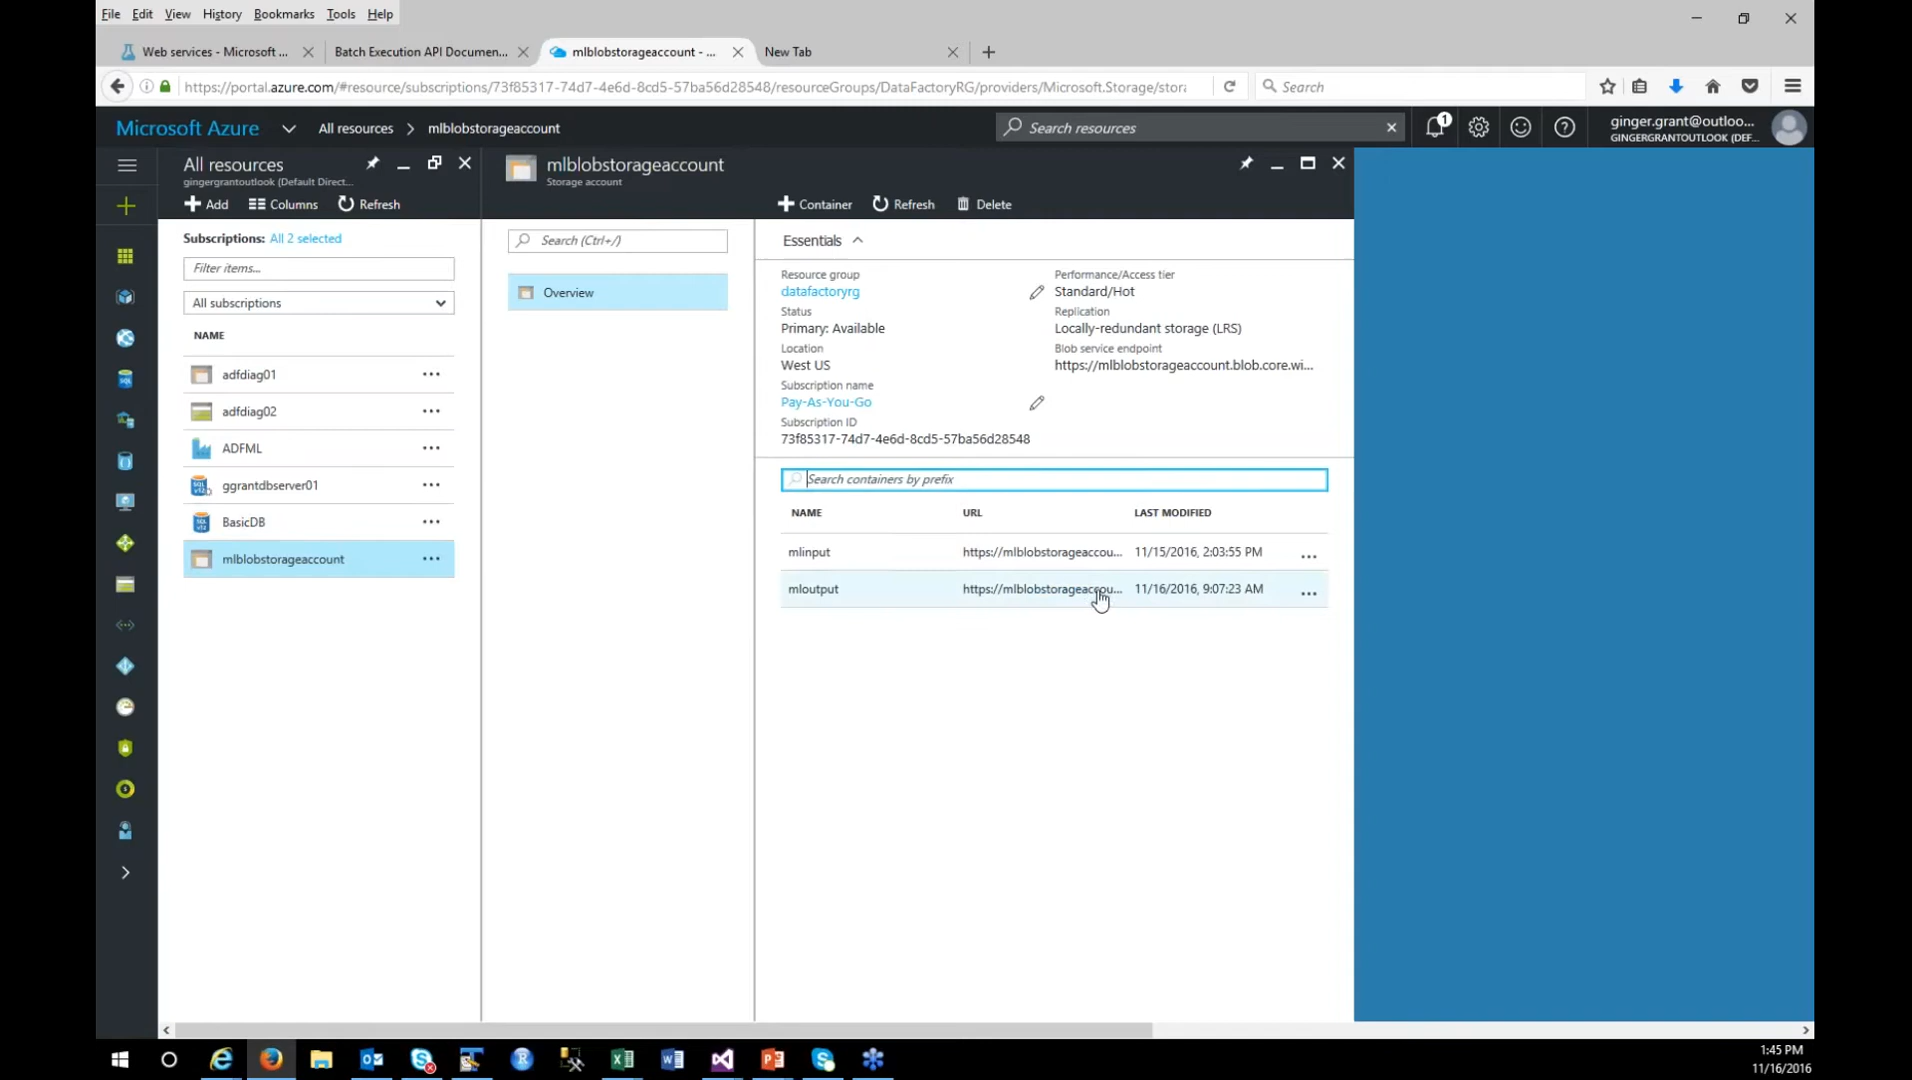 File Edit View History Bookmarks Tools Help
Web services - Microsoft ...
Batch Execution API Documen...
mlblobstorageaccount - ...
New Tab
https://portal.azure.com/#resource/subscriptions/73f85317-74d7-4e6d-8cd5-57ba56d28548/resourceGroups/DataFactoryRG/providers/Microsoft.Storage/stora
Search
Microsoft Azure
All resources > mlblobstorageaccount
Search resources
1
ginger.grant@outloo...
GINGERGRANTOUTLOOK (DEF...
All resources
gingergrantoutlook (Default Direct...
Add Columns Refresh
Subscriptions: All 2 selected
Filter items...
All subscriptions
NAME
adfdiag01 ...
adfdiag02 ...
ADFML ...
ggrantdbserver01 ...
BasicDB ...
mlblobstorageaccount ...
mlblobstorageaccount
Storage account
Container Refresh Delete
Search (Ctrl+/)
Overview
Essentials
Resource group
datafactoryrg
Status
Primary: Available
Location
West US
Subscription name
Pay-As-You-Go
Subscription ID
73f85317-74d7-4e6d-8cd5-57ba56d28548
Performance/Access tier
Standard/Hot
Replication
Locally-redundant storage (LRS)
Blob service endpoint
https://mlblobstorageaccount.blob.core.wi...
Search containers by prefix
NAME URL LAST MODIFIED
mlinput https://mlblobstorageaccou... 11/15/2016, 2:03:55 PM ...
mloutput https://mlblobstorageaccou... 11/16/2016, 9:07:23 AM ...
1:45 PM
11/16/2016